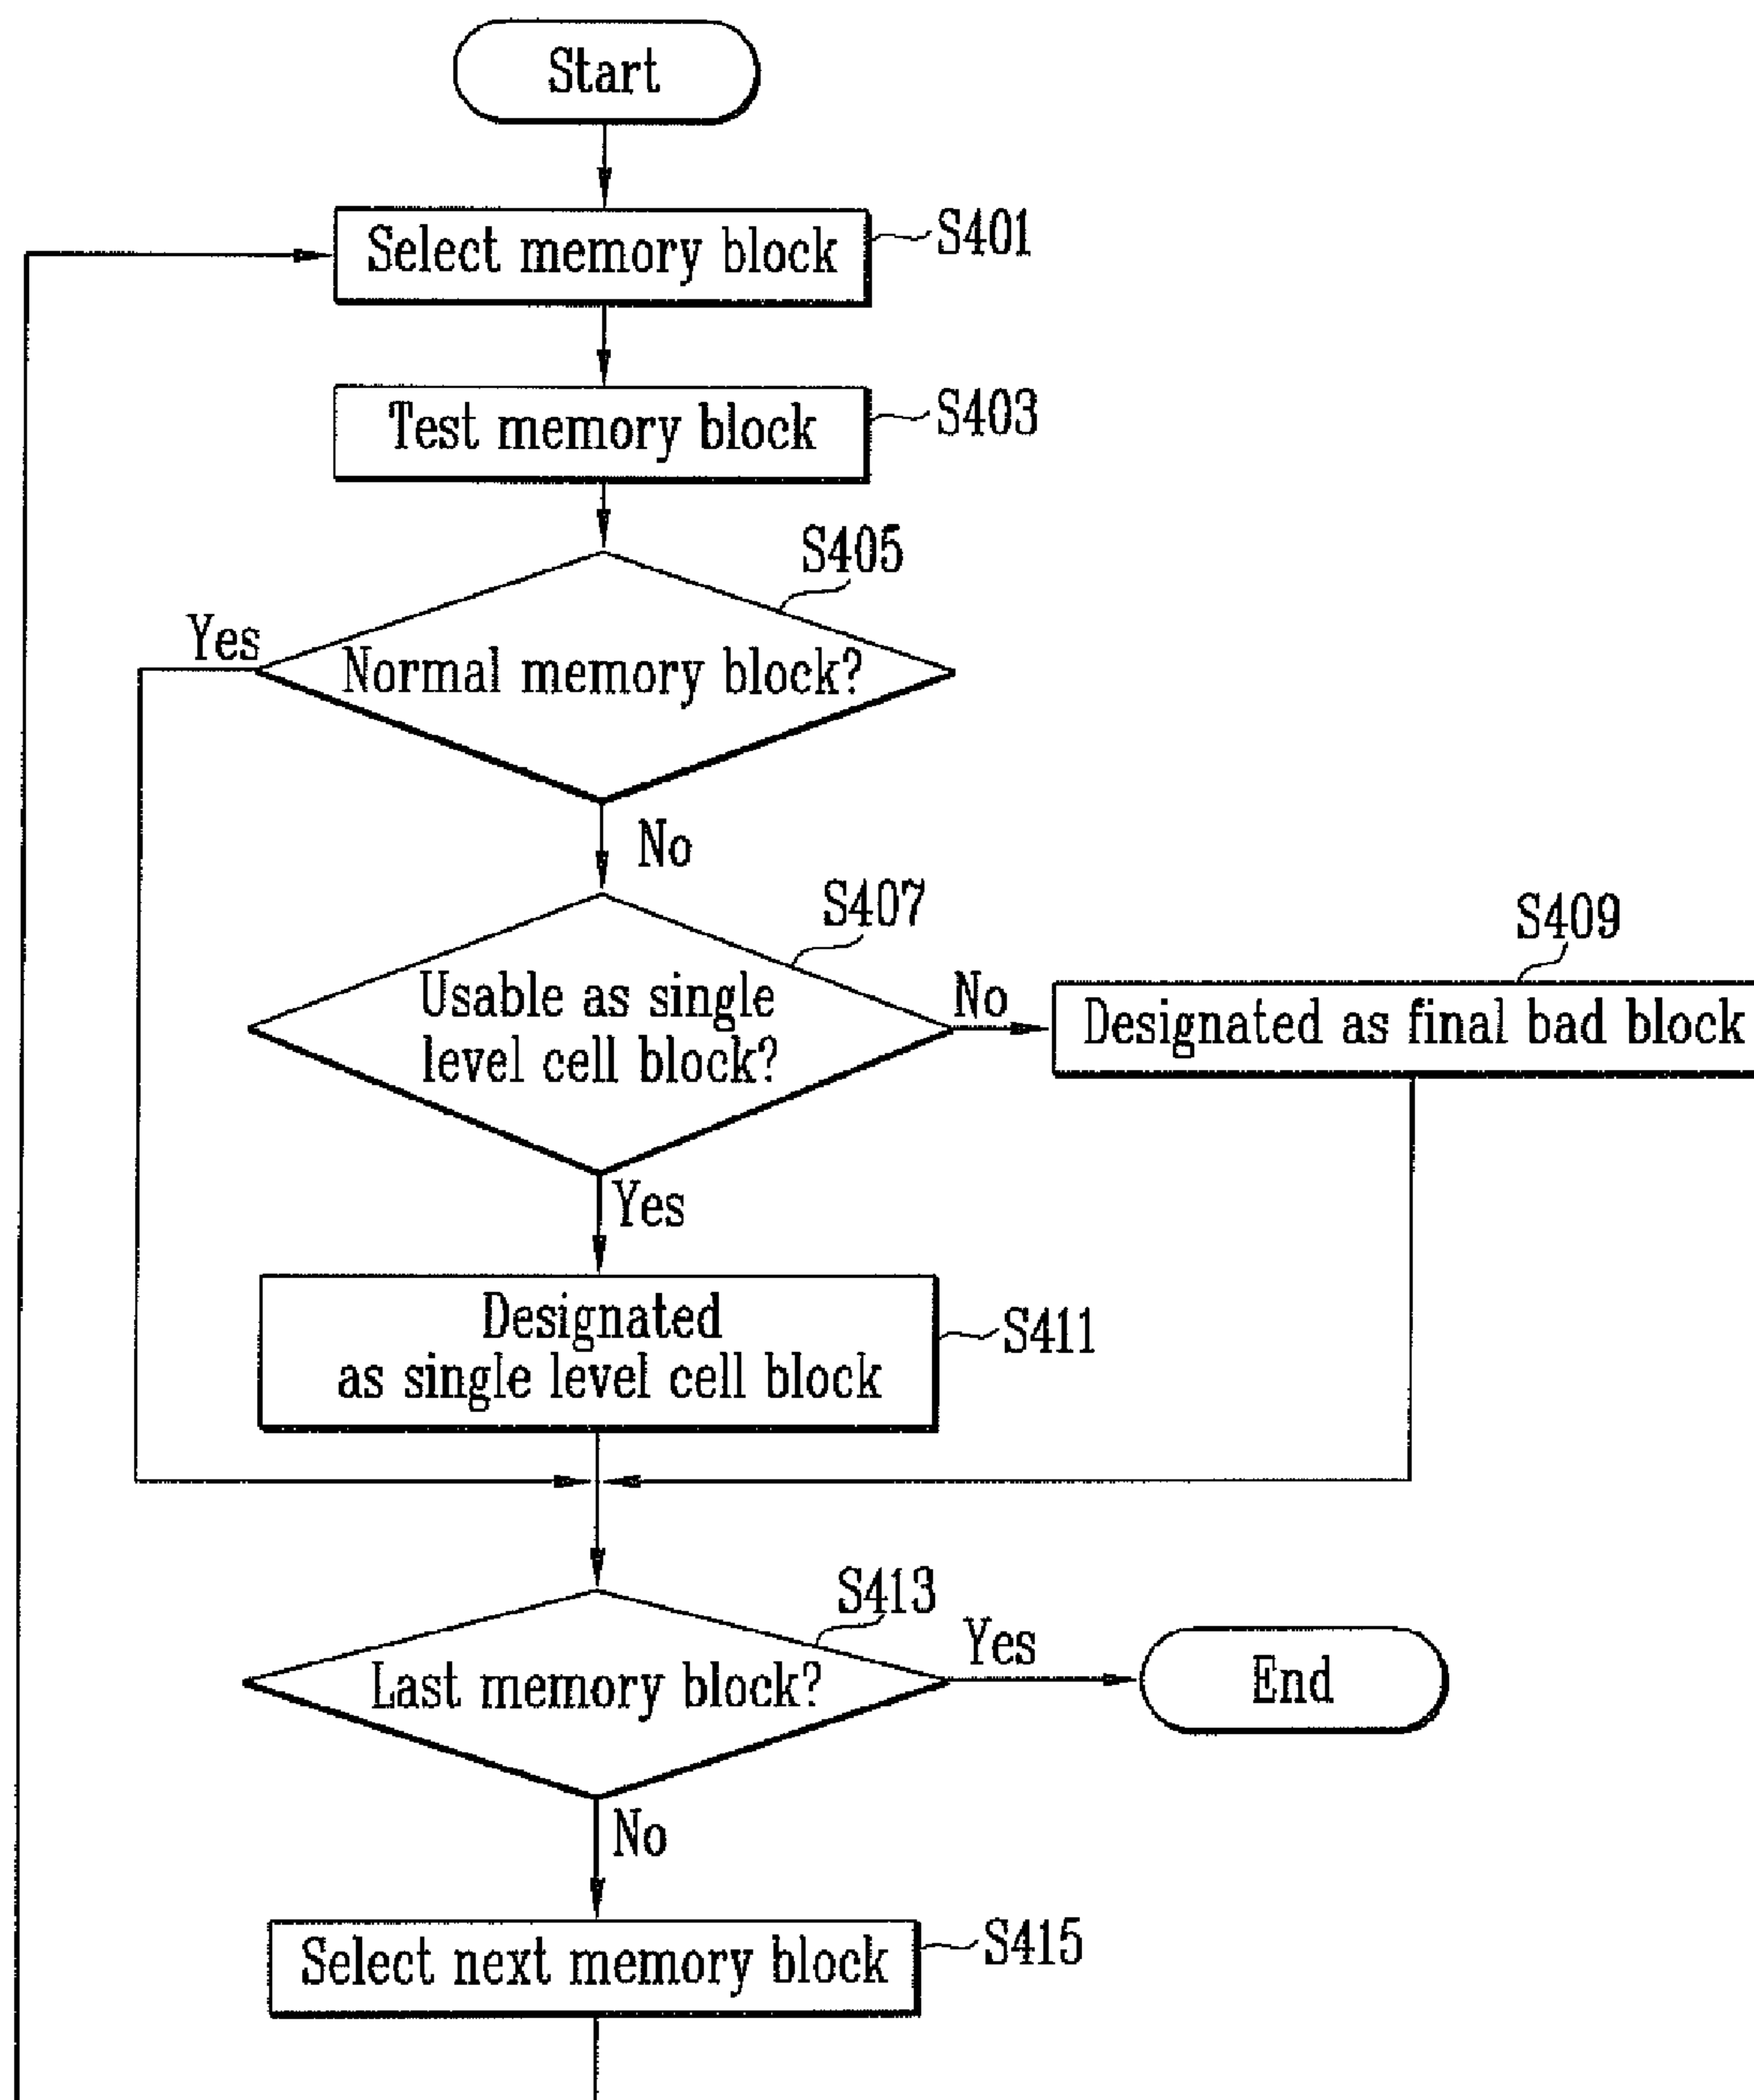 Start
Select memory block
S401
Test memory block
S403
S405
Yes
Normal memory block?
No
S407
Usable as single
level cell block?
No
S409
Designated as final bad block
Yes
Designated
as single level cell block
S411
S413
Last memory block?
Yes
End
No
Select next memory block
S415